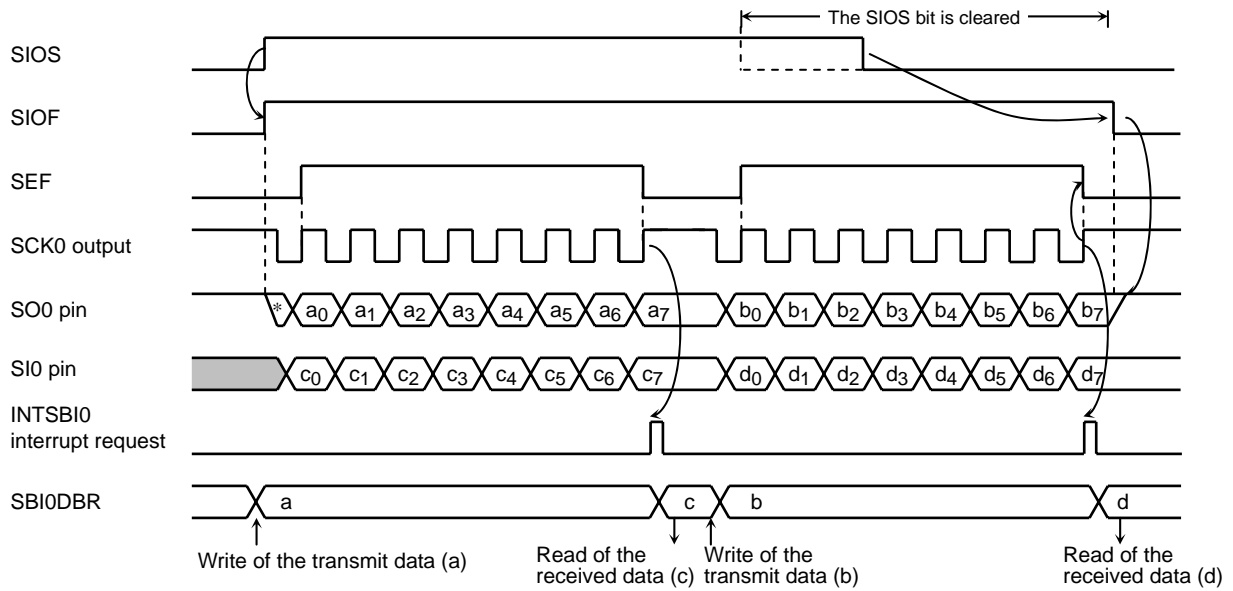 The SIOS bit is cleared
SIOS
SIOF
SEF
SCK0 output
SO0 pin
* a0 a1 a2 a3 a4 a5 a6 a7 b0 b1 b2 b3 b4 b5 b6 b7
SI0 pin
c0 c1 c2 c3 c4 c5 c6 c7 d0 d1 d2 d3 d4 d5 d6 d7
INTSBI0
interrupt request
SBI0DBR
a c b d
Write of the transmit data (a)
Read of the
received data (c)
Write of the
transmit data (b)
Read of the
received data (d)